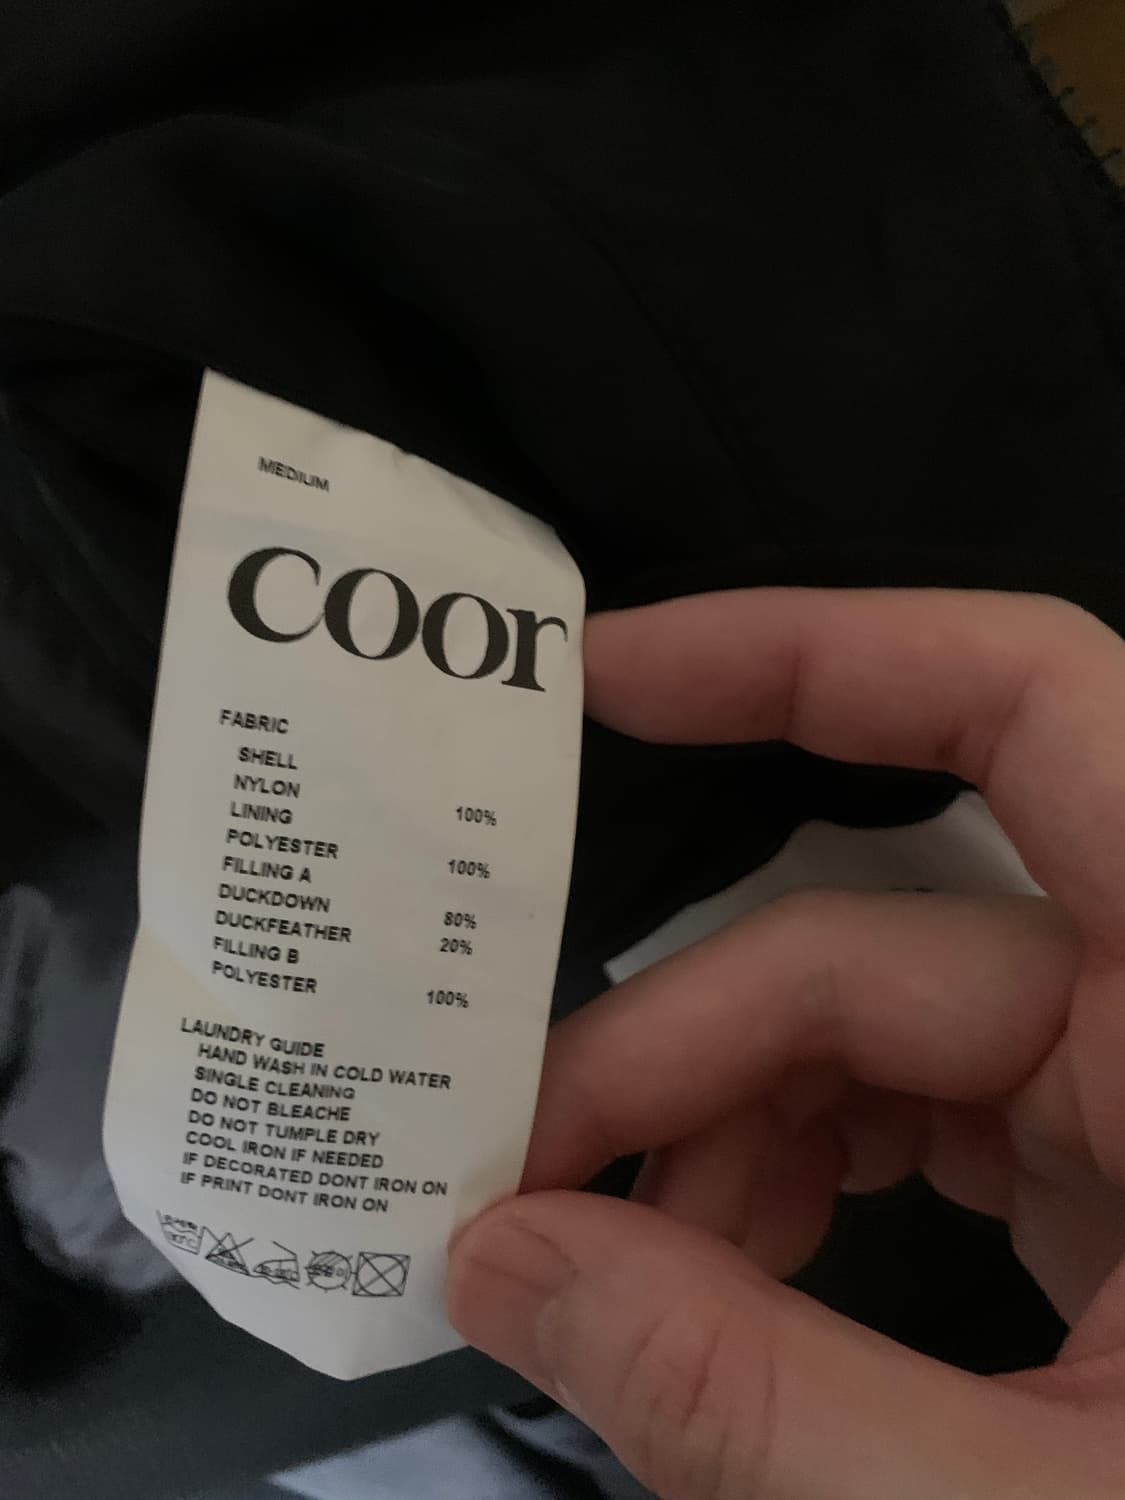 MEDIUM
coor
FABRIC
SHELL
NYLON 100%
LINING
POLYESTER 100%
FILLING A
DUCKDOWN 80%
DUCKFEATHER 20%
FILLING B
POLYESTER 100%
LAUNDRY GUIDE
HAND WASH IN COLD WATER
SINGLE CLEANING
DO NOT BLEACHE
DO NOT TUMPLE DRY
COOL IRON IF NEEDED
IF DECORATED DONT IRON ON
IF PRINT DONT IRON ON